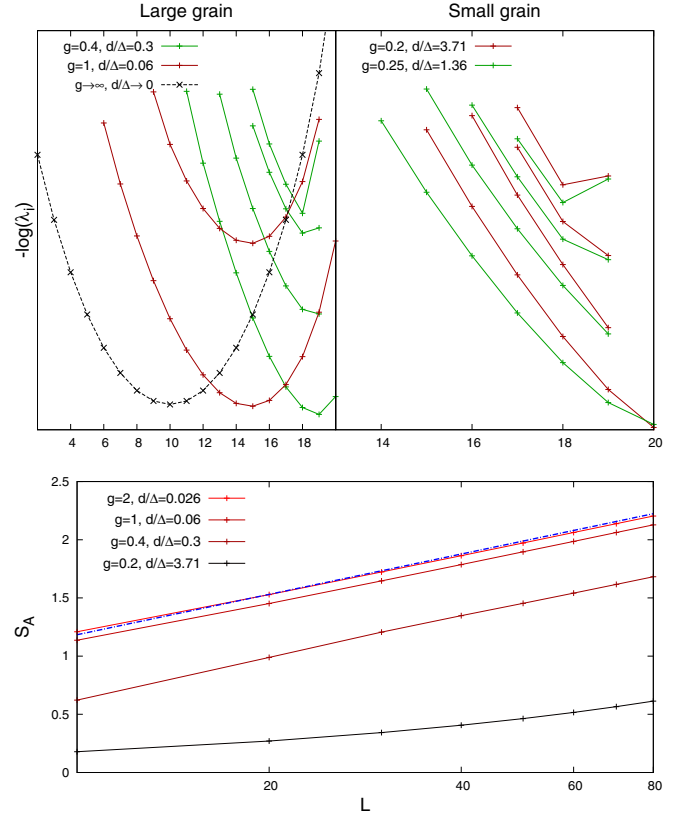 Large grain
Small grain
g=0.4, d/Δ=0.3
g=1, d/Δ=0.06
g→∞, d/Δ→0
g=0.2, d/Δ=3.71
g=0.25, d/Δ=1.36
-log(λi)
4 6 8 10 12 14 16 18
14 16 18 20
2.5
g=2, d/Δ=0.026
g=1, d/Δ=0.06
g=0.4, d/Δ=0.3
g=0.2, d/Δ=3.71
2
1.5
S_A
1
0.5
0
20 40 60 80
L